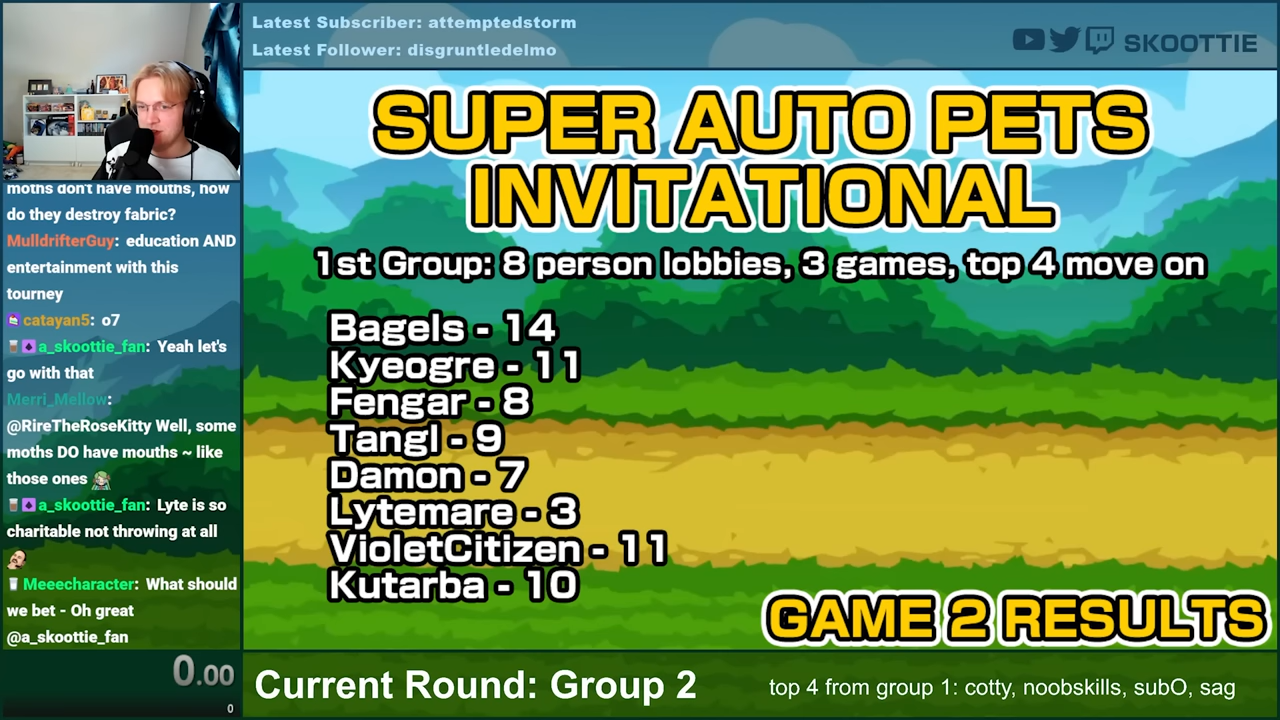 Latest Subscriber: attemptedstorm
Latest Follower: disgruntledelmo
SKOOTTIE
SUPER AUTO PETS
INVITATIONAL
1st Group: 8 person lobbies, 3 games, top 4 move on
Bagels - 14
Kyeogre - 11
Fengar - 8
Tangl - 9
Damon - 7
Lytemare - 3
VioletCitizen - 11
Kutarba - 10
GAME 2 RESULTS
moths don't have mouths, how
do they destroy fabric?
MulldrifterGuy: education AND
entertainment with this
tourney
catayan5: o7
a_skoottie_fan: Yeah let's
go with that
Merri_Mellow:
@RireTheRoseKitty Well, some
moths DO have mouths ~ like
those ones
a_skoottie_fan: Lyte is so
charitable not throwing at all
Meeecharacter: What should
we bet - Oh great
@a_skoottie_fan
0.00
0
Current Round: Group 2
top 4 from group 1: cotty, noobskills, subO, sag